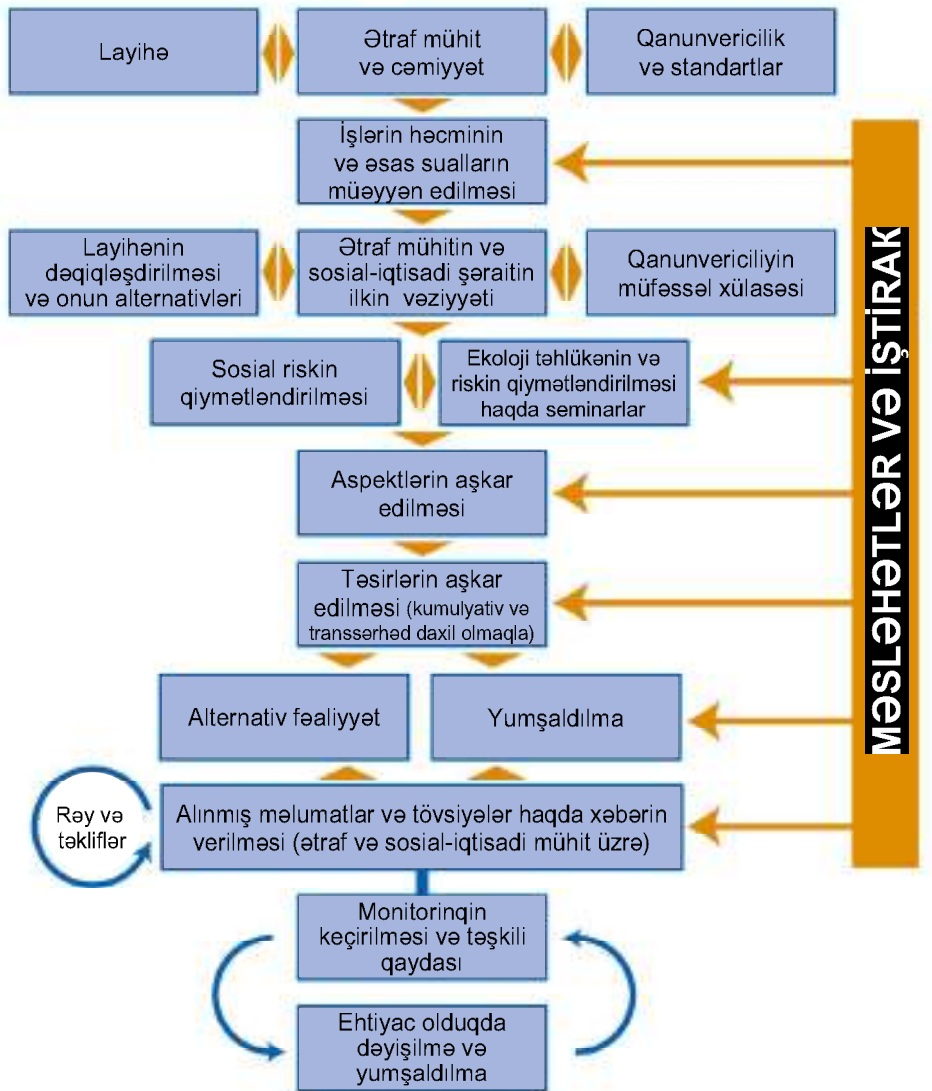 Layihə
Ətraf mühit
və cəmiyyət
Qanunvericilik
və standartlar
İşlərin həcminin
və əsas sualların
müəyyən edilməsi
Layihənin
dəqiqləşdirilməsi
və onun alternativləri
Ətraf mühitin və
sosial-iqtisadi şəraitin
ilkin vəziyyəti
Qanunvericiliyin
müfəssəl xülasəsi
Sosial riskin
qiymətləndirilməsi
Ekoloji təhlükənin və
riskin qiymətləndirilməsi
haqda seminarlar
Aspektlərin aşkar
edilməsi
Təsirlərin aşkar
edilməsi (kumulyativ və
transsərhəd daxil olmaqla)
Alternativ fəaliyyət
Yumşaldılma
Rəy və
təkliflər
Alınmış məlumatlar və tövsiyələr haqda xəbərin
verilməsi (ətraf və sosial-iqtisadi mühit üzrə)
Monitorinqin
keçirilməsi və təşkili
qaydası
Ehtiyac olduqda
dəyişilmə və
yumşaldılma
MƏSLƏHƏTLƏR VƏ İŞTİRAK